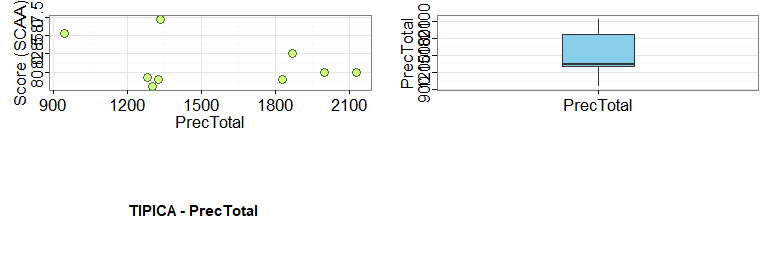 Score (SCAA)
900 1200 1500 1800 2100
PrecTotal
PrecTotal
PrecTotal
TIPICA - PrecTotal